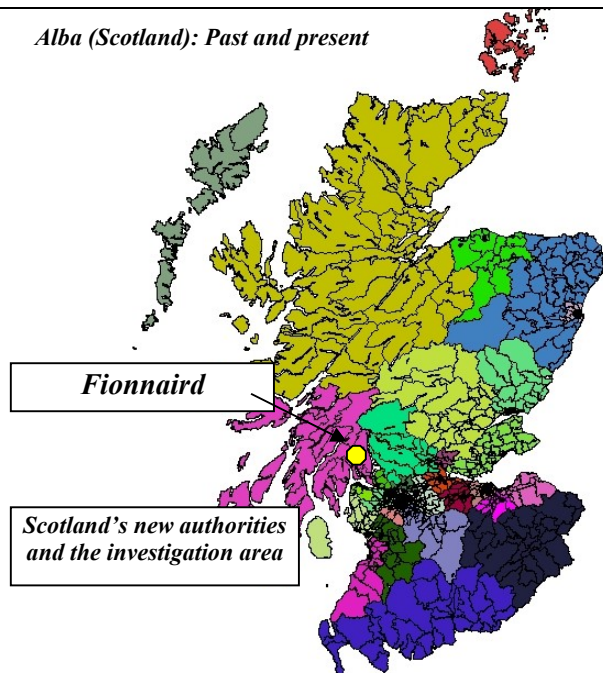 Alba (Scotland): Past and present
Fionnaird
Scotland's new authorities
and the investigation area